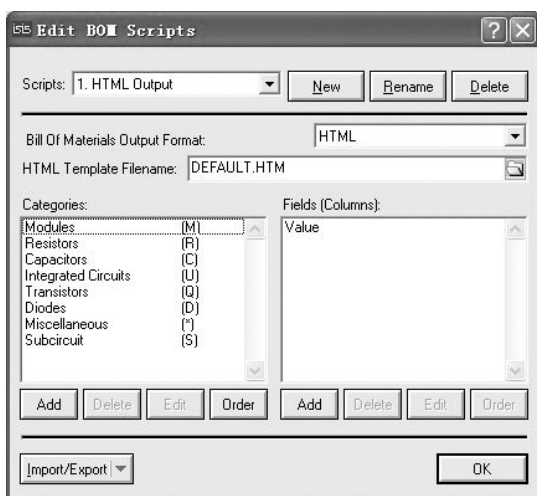 isis Edit BOM Scripts
Scripts: 1. HTML Output New Rename Delete
Bill Of Materials Output Format: HTML
HTML Template Filename: DEFAULT.HTM
Categories: Fields (Columns):
Modules (M) Value
Resistors (R)
Capacitors (C)
Integrated Circuits (U)
Transistors (Q)
Diodes (D)
Miscellaneous (*)
Subcircuit (S)
Add Delete Edit Order Add Delete Edit Order
Import/Export OK